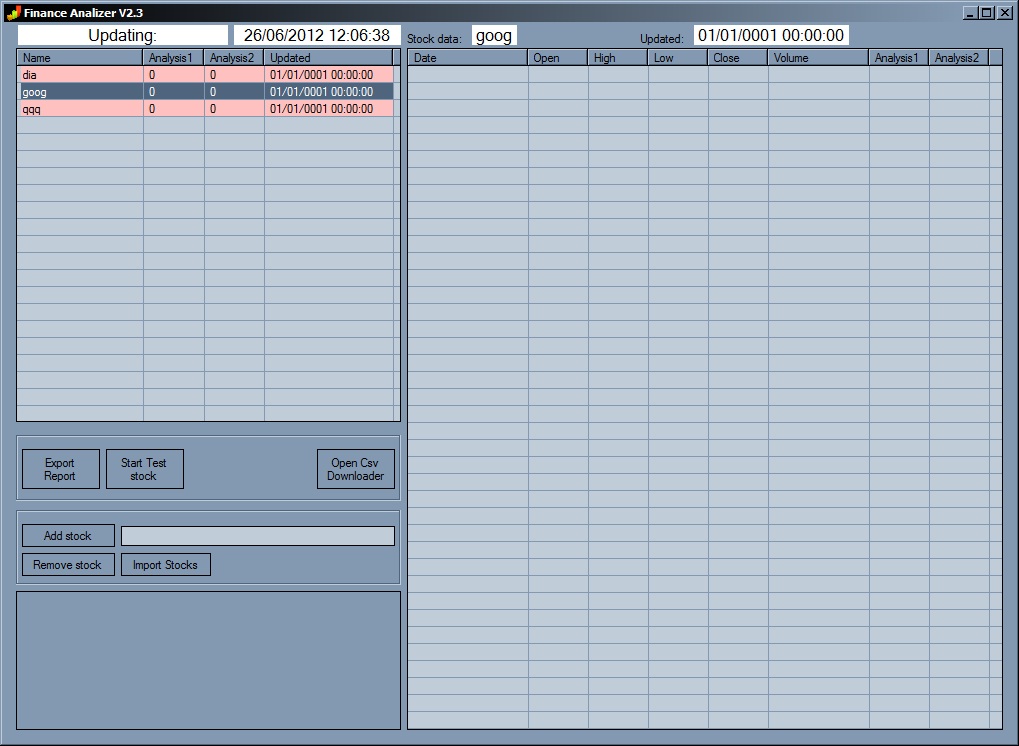 Finance Analizer V2.3
Updating: 26/06/2012 12:06:38 Stock data: goog Updated: 01/01/0001 00:00:00
Name Analysis1 Analysis2 Updated
dia 0 0 01/01/0001 00:00:00
goog 0 0 01/01/0001 00:00:00
qqq 0 0 01/01/0001 00:00:00
Date Open High Low Close Volume Analysis1 Analysis2
Export
Report
Start Test
stock
Open Csv
Downloader
Add stock
Remove stock Import Stocks